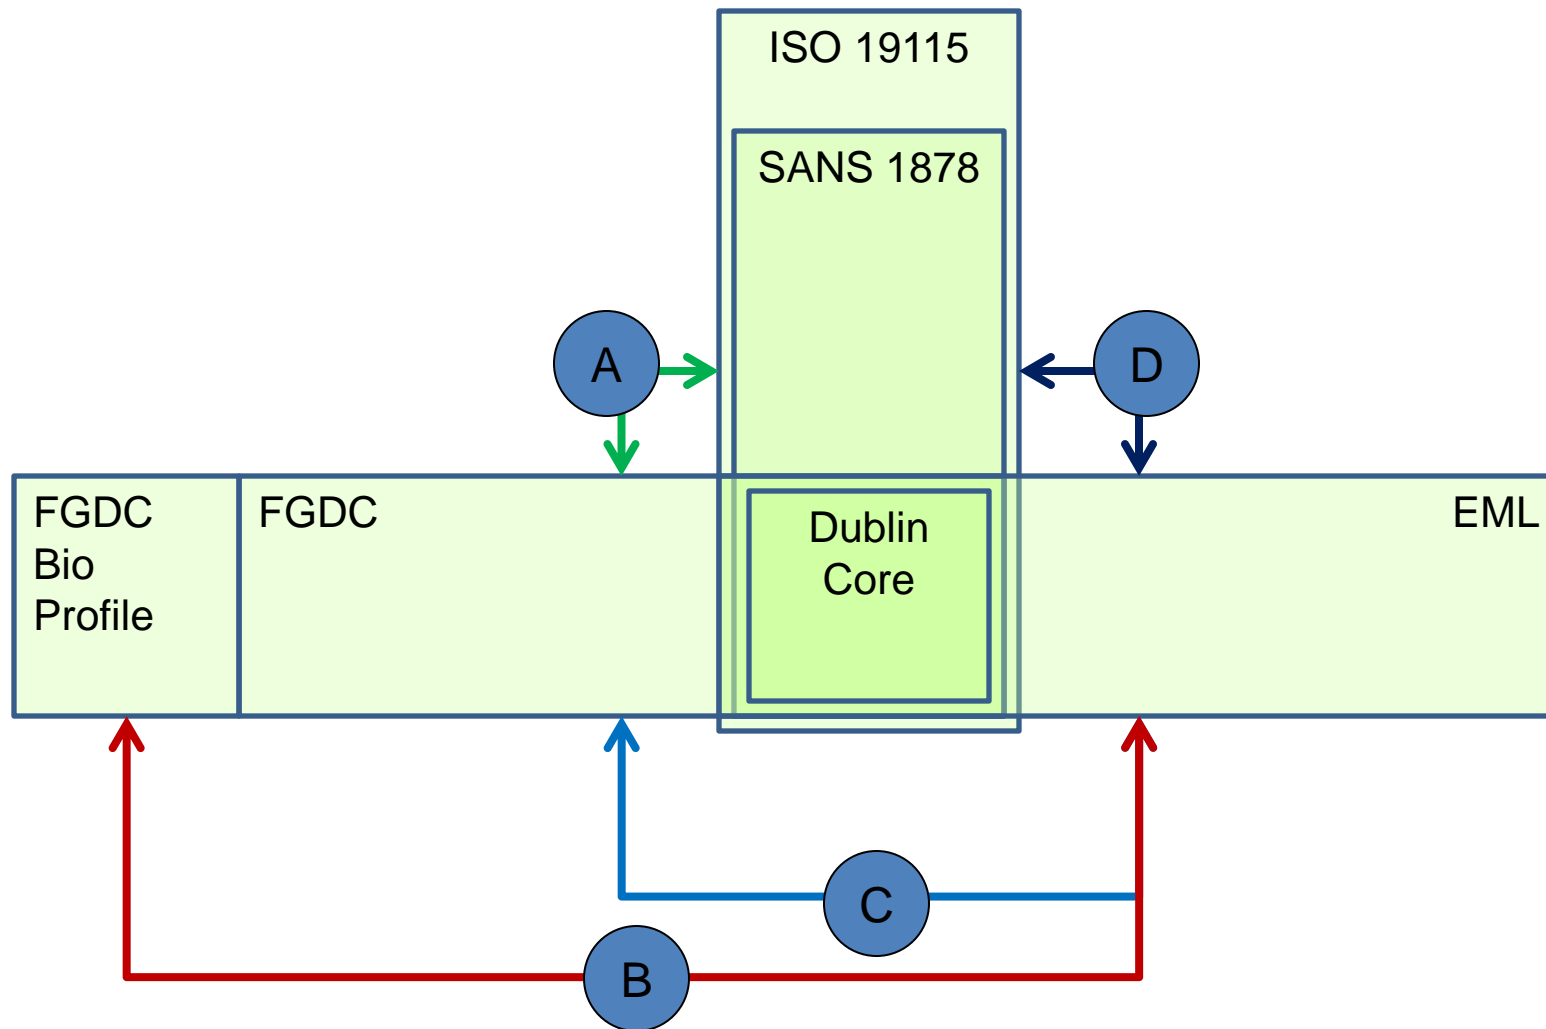 ISO 19115
SANS 1878
A
D
FGDC
Bio
Profile
FGDC
Dublin
Core
EML
C
B